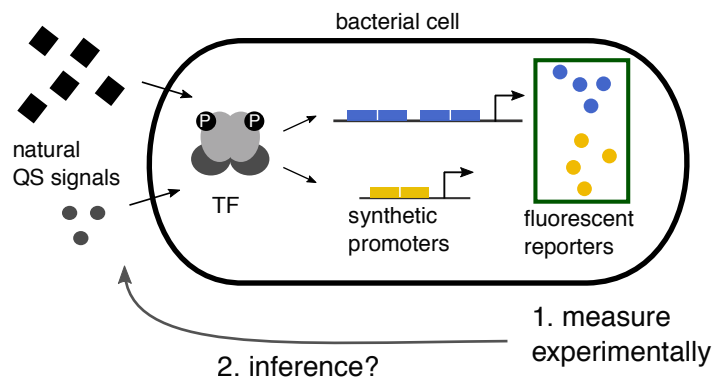 bacterial cell
natural
QS signals
P P
TF
synthetic
promoters
fluorescent
reporters
1. measure
experimentally
2. inference?